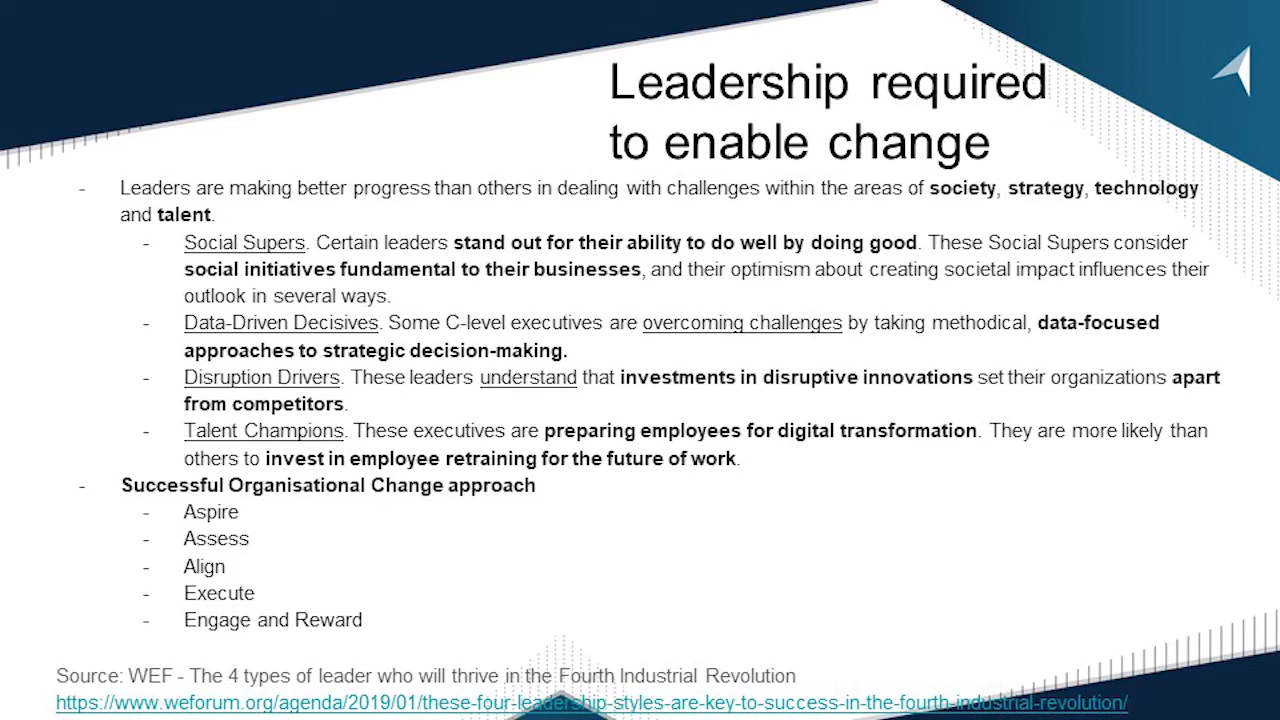 Leadership required
to enable change
- Leaders are making better progress than others in dealing with challenges within the areas of society, strategy, technology
and talent.
- Social Supers. Certain leaders stand out for their ability to do well by doing good. These Social Supers consider
social initiatives fundamental to their businesses, and their optimism about creating societal impact influences their
outlook in several ways.
- Data-Driven Decisives. Some C-level executives are overcoming challenges by taking methodical, data-focused
approaches to strategic decision-making.
- Disruption Drivers. These leaders understand that investments in disruptive innovations set their organizations apart
from competitors.
- Talent Champions. These executives are preparing employees for digital transformation. They are more likely than
others to invest in employee retraining for the future of work.
- Successful Organisational Change approach
- Aspire
- Assess
- Align
- Execute
- Engage and Reward
Source: WEF - The 4 types of leader who will thrive in the Fourth Industrial Revolution
https://www.weforum.org/agenda/2019/01/these-four-leadership-styles-are-key-to-success-in-the-fourth-industrial-revolution/